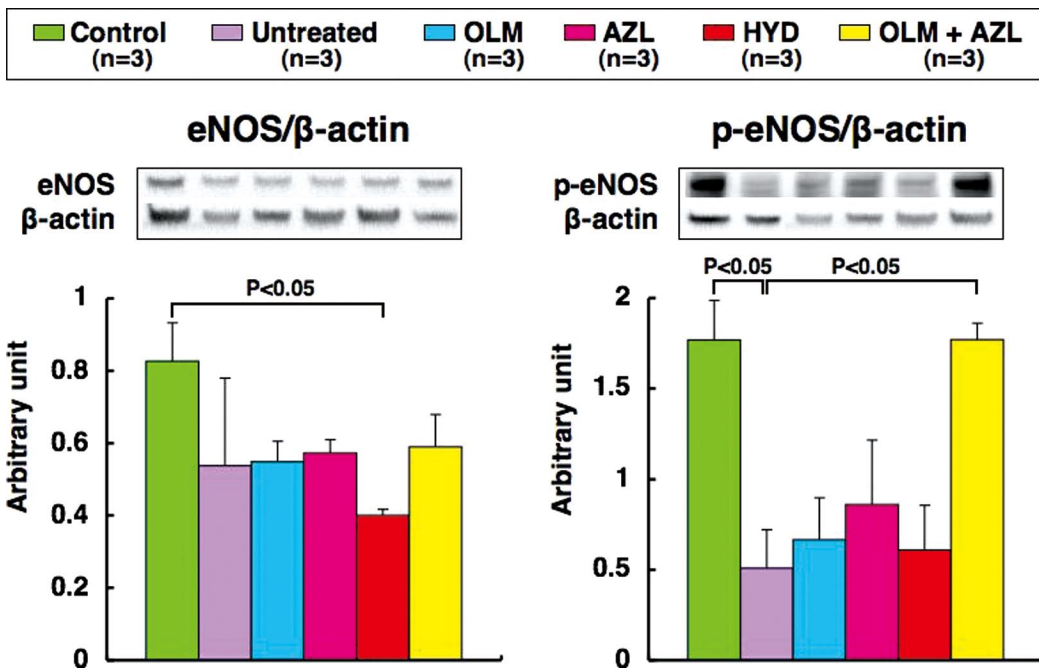 Control Untreated OLM AZL HYD OLM + AZL
(n=3) (n=3) (n=3) (n=3) (n=3) (n=3)
eNOS/β-actin
eNOS
β-actin
P<0.05
1
0.8
0.6
0.4
0.2
0
Arbitrary unit
p-eNOS/β-actin
p-eNOS
β-actin
P<0.05 P<0.05
2
1.5
1
0.5
0
Arbitrary unit